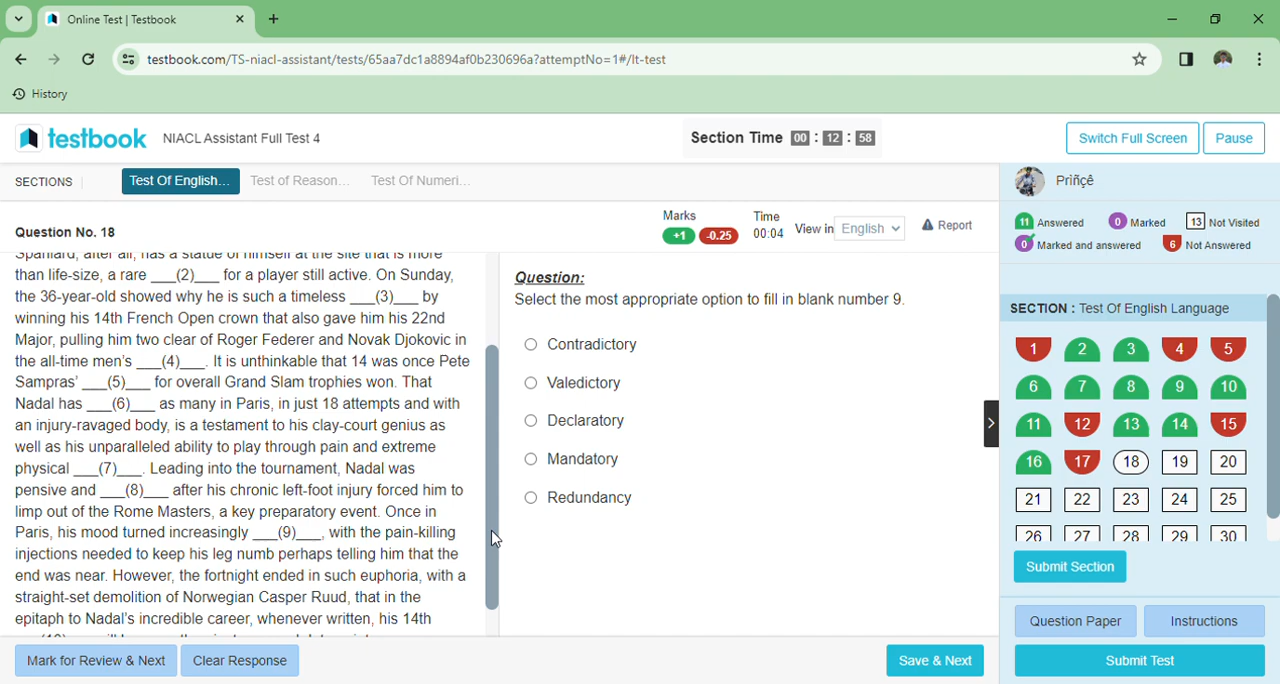 Online Test | Testbook
testbook.com/TS-niacl-assistant/tests/65aa7dc1a8894af0b230696a?attemptNo=1#/lt-test
History
testbook NIACL Assistant Full Test 4
Section Time 00 : 12 : 58
Switch Full Screen Pause
SECTIONS Test Of English... Test of Reason... Test Of Numeri...
Question No. 18
Marks
+1 -0.25
Time
00:04
View in English
Report
Spaniard, after all, has a statue of himself at the site that is more
than life-size, a rare ___(2)___ for a player still active. On Sunday,
the 36-year-old showed why he is such a timeless ___(3)___ by
winning his 14th French Open crown that also gave him his 22nd
Major, pulling him two clear of Roger Federer and Novak Djokovic in
the all-time men's ___(4)___. It is unthinkable that 14 was once Pete
Sampras' ___(5)___ for overall Grand Slam trophies won. That
Nadal has ___(6)___ as many in Paris, in just 18 attempts and with
an injury-ravaged body, is a testament to his clay-court genius as
well as his unparalleled ability to play through pain and extreme
physical ___(7)___. Leading into the tournament, Nadal was
pensive and ___(8)___ after his chronic left-foot injury forced him to
limp out of the Rome Masters, a key preparatory event. Once in
Paris, his mood turned increasingly ___(9)___, with the pain-killing
injections needed to keep his leg numb perhaps telling him that the
end was near. However, the fortnight ended in such euphoria, with a
straight-set demolition of Norwegian Casper Ruud, that in the
epitaph to Nadal's incredible career, whenever written, his 14th
Question:
Select the most appropriate option to fill in blank number 9.
Contradictory
Valedictory
Declaratory
Mandatory
Redundancy
Mark for Review & Next Clear Response Save & Next
Prìñçê
11 Answered 0 Marked 13 Not Visited
0 Marked and answered 6 Not Answered
SECTION : Test Of English Language
1 2 3 4 5
6 7 8 9 10
11 12 13 14 15
16 17 18 19 20
21 22 23 24 25
26 27 28 29 30
Submit Section
Question Paper Instructions
Submit Test